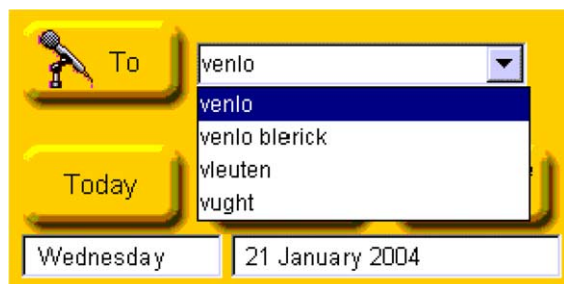 To
venlo
venlo
venlo blerick
vleuten
Today
vught
Wednesday
21 January 2004